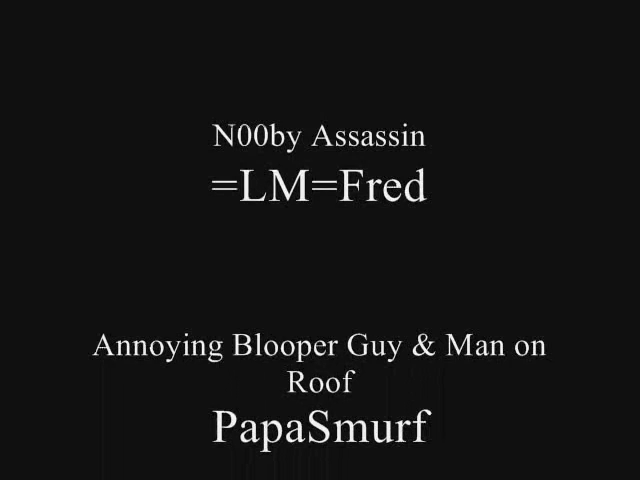 N00by Assassin
=LM=Fred
Annoying Blooper Guy & Man on
Roof
PapaSmurf